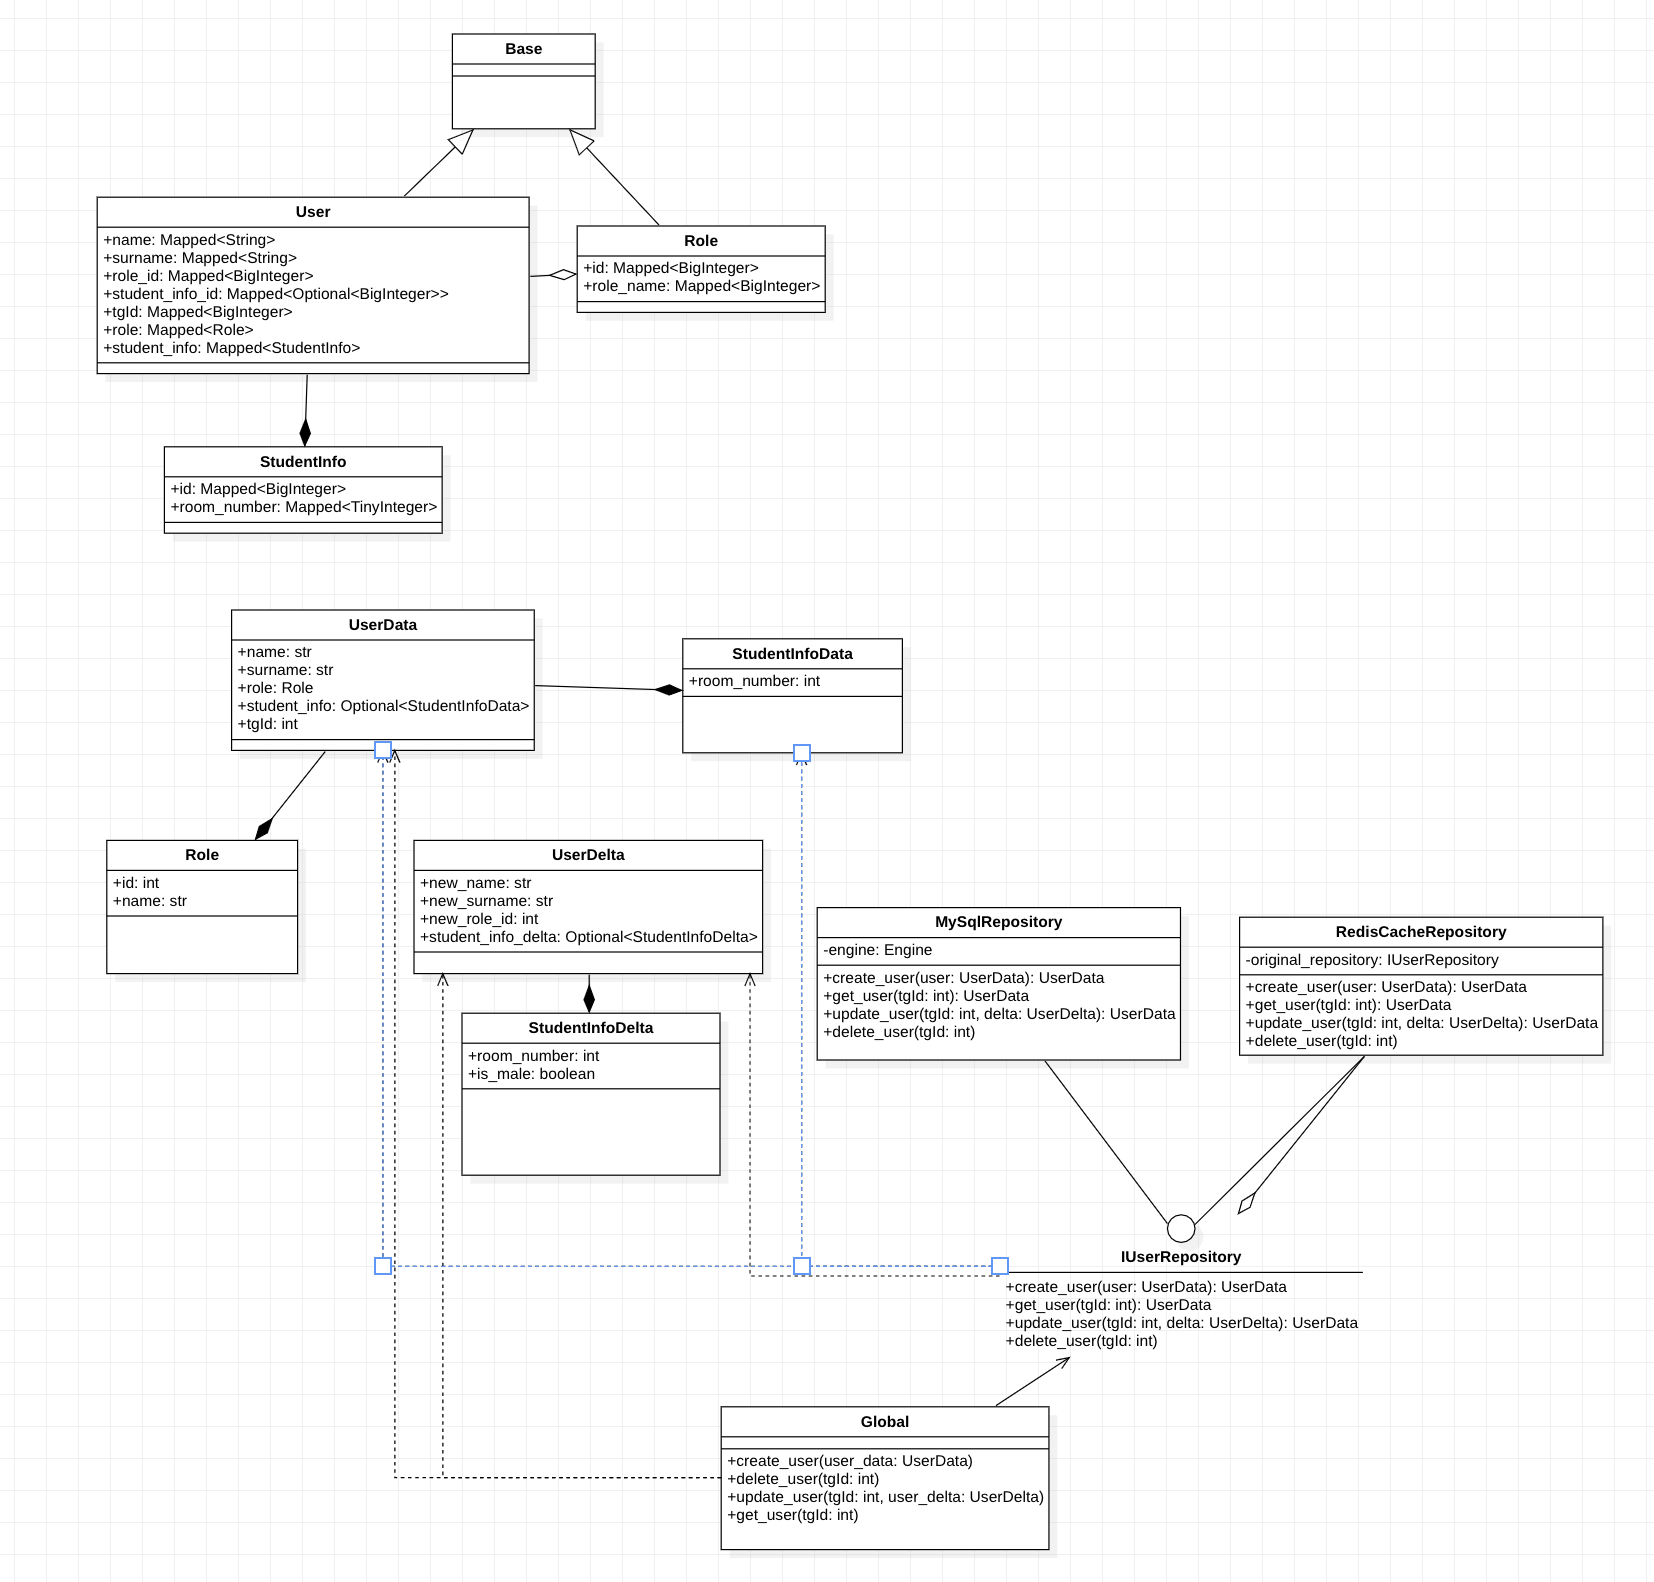 Base
User
+name: Mapped<String>
+surname: Mapped<String>
+role_id: Mapped<BigInteger>
+student_info_id: Mapped<Optional<BigInteger>>
+tgId: Mapped<BigInteger>
+role: Mapped<Role>
+student_info: Mapped<StudentInfo>
Role
+id: Mapped<BigInteger>
+role_name: Mapped<BigInteger>
StudentInfo
+id: Mapped<BigInteger>
+room_number: Mapped<TinyInteger>
UserData
+name: str
+surname: str
+role: Role
+student_info: Optional<StudentInfoData>
+tgId: int
StudentInfoData
+room_number: int
Role
+id: int
+name: str
UserDelta
+new_name: str
+new_surname: str
+new_role_id: int
+student_info_delta: Optional<StudentInfoDelta>
StudentInfoDelta
+room_number: int
+is_male: boolean
MySqlRepository
-engine: Engine
+create_user(user: UserData): UserData
+get_user(tgId: int): UserData
+update_user(tgId: int, delta: UserDelta): UserData
+delete_user(tgId: int)
RedisCacheRepository
-original_repository: IUserRepository
+create_user(user: UserData): UserData
+get_user(tgId: int): UserData
+update_user(tgId: int, delta: UserDelta): UserData
+delete_user(tgId: int)
IUserRepository
+create_user(user: UserData): UserData
+get_user(tgId: int): UserData
+update_user(tgId: int, delta: UserDelta): UserData
+delete_user(tgId: int)
Global
+create_user(user_data: UserData)
+delete_user(tgId: int)
+update_user(tgId: int, user_delta: UserDelta)
+get_user(tgId: int)